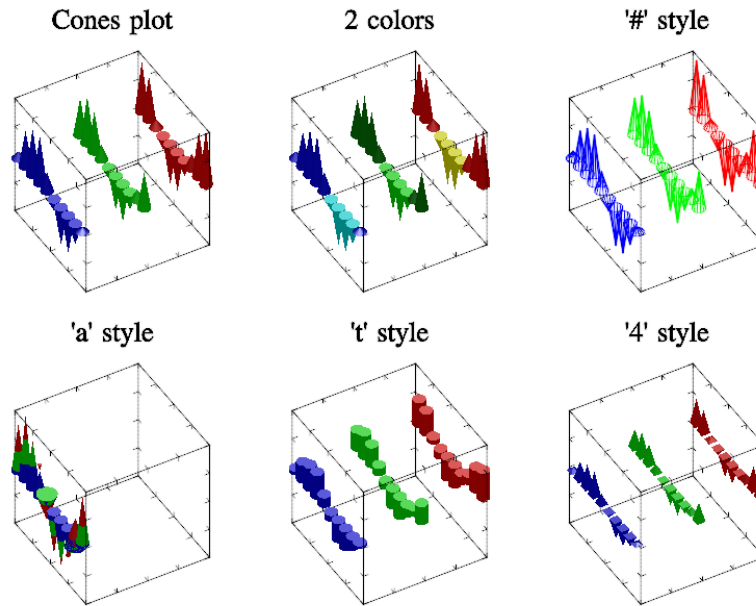 Cones plot
2 colors
'#' style
'a' style
't' style
'4' style